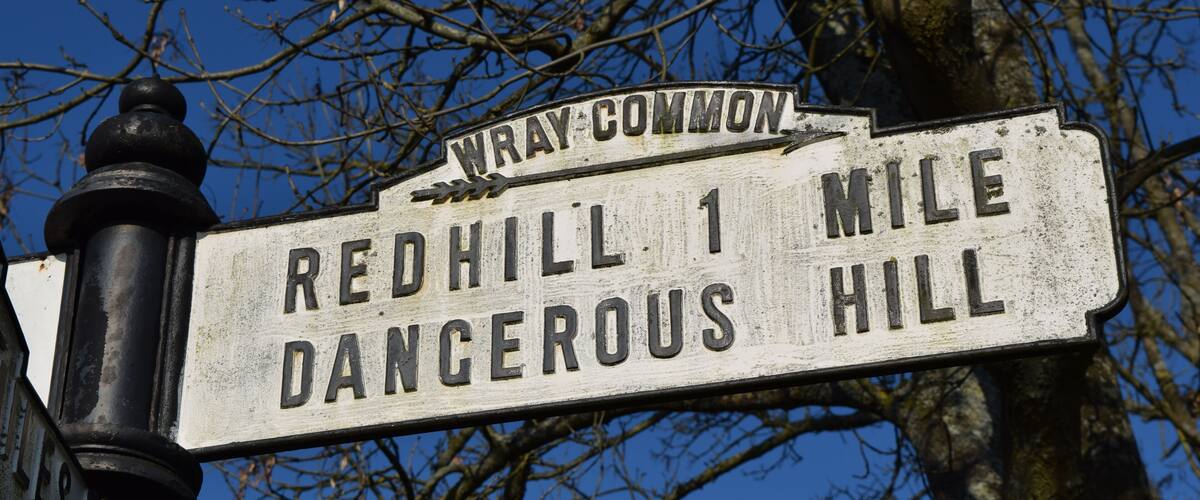 WRAY COMMON
REDHILL 1 MILE
DANGEROUS HILL